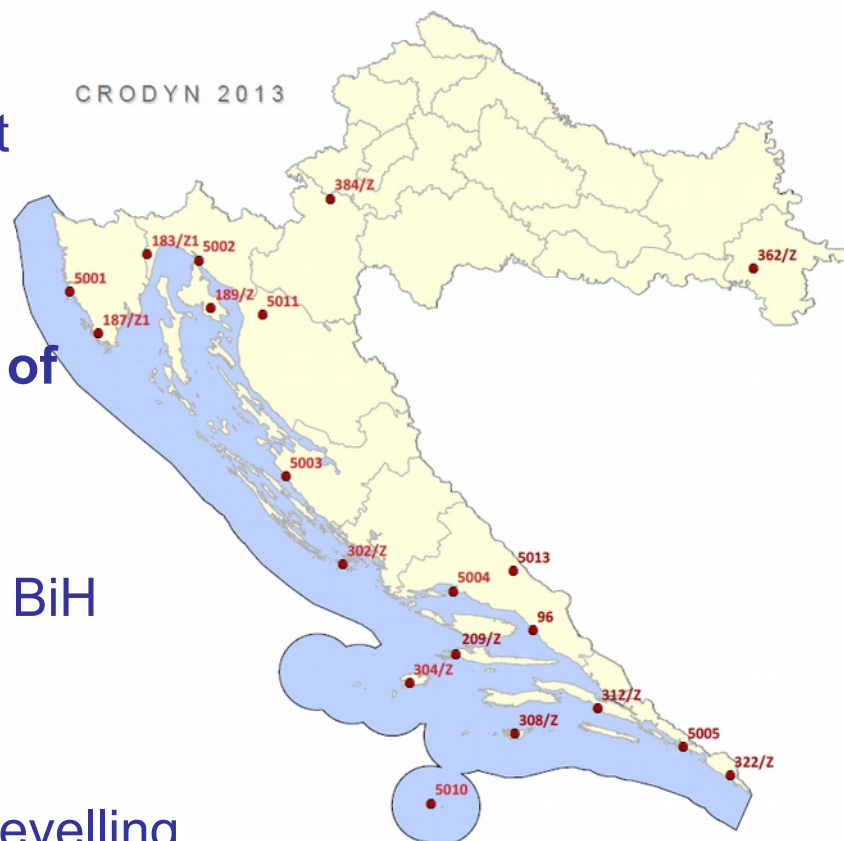 CRODYN 2013
t
384/Z
183/Z1
5002
362/Z
5001
189/Z
5011
187/Z1
of
5003
302/Z
5013
BiH
5004
96
209/Z
304/Z
312/Z
308/Z
5005
322/Z
5010
evelling